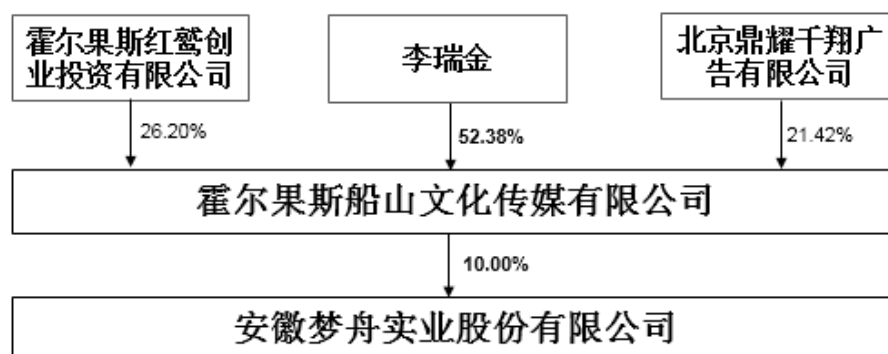 霍尔果斯红鹫创
业投资有限公司
李瑞金
北京鼎耀千翔广
告有限公司
26.20%
52.38%
21.42%
霍尔果斯船山文化传媒有限公司
10.00%
安徽梦舟实业股份有限公司